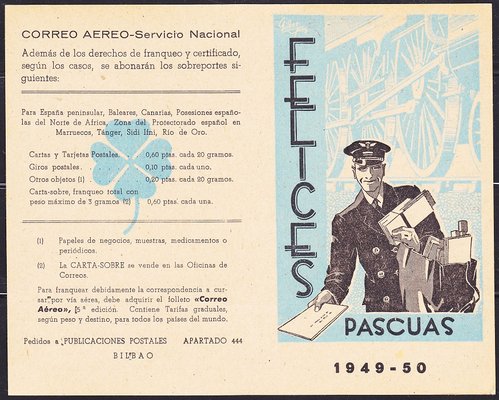 CORREO AEREO-Servicio Nacional
Además de los derechos de franqueo y certificado,
según los casos, se abonarán los sobreportes si-
guientes:
Para España peninsular, Baleares, Canarias, Posesiones españo-
las del Norte de Africa, Zona del Protectorado español en
Marruecos, Tánger, Sidi Ifni, Río de Oro.
Cartas y Tarjetas Postales. . 0,60 ptas. cada 20 gramos.
Giros postales. . . . . 0,10 ptas. cada uno.
Otros objetos (1) . . . . 0,20 ptas. cada 20 gramos.
Carta-sobre, franqueo total con
peso máximo de 3 gramos (2) 0,60 ptas. cada una.
(1) Papeles de negocios, muestras, medicamentos o
periódicos.
(2) La CARTA-SOBRE se vende en las Oficinas de
Correos.
Para franquear debidamente la correspondencia a cur-
sar por vía aérea, debe adquirir el folleto «Correo
Aéreo», 5ª edición. Contiene Tarifas graduales,
según peso y destino, para todos los países del mundo.
Pedidos a PUBLICACIONES POSTALES APARTADO 444
BILBAO
FELICES
PASCUAS
1949-50